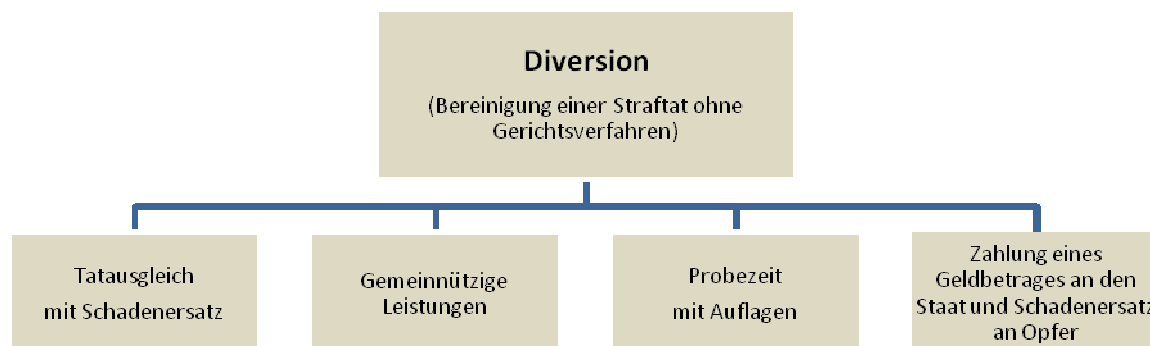 Diversion
(Bereinigung einer Straftat ohne
Gerichtsverfahren)
Tatausgleich
mit Schadenersatz
Gemeinnützige
Leistungen
Probezeit
mit Auflagen
Zahlung eines
Geldbetrages an den
Staat und Schadenersatz
an Opfer